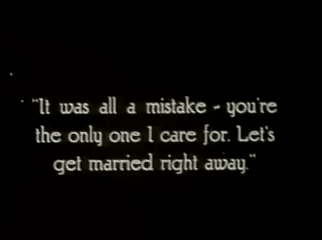 "It was all a mistake - you're
the only one I care for. Let's
get married right away."